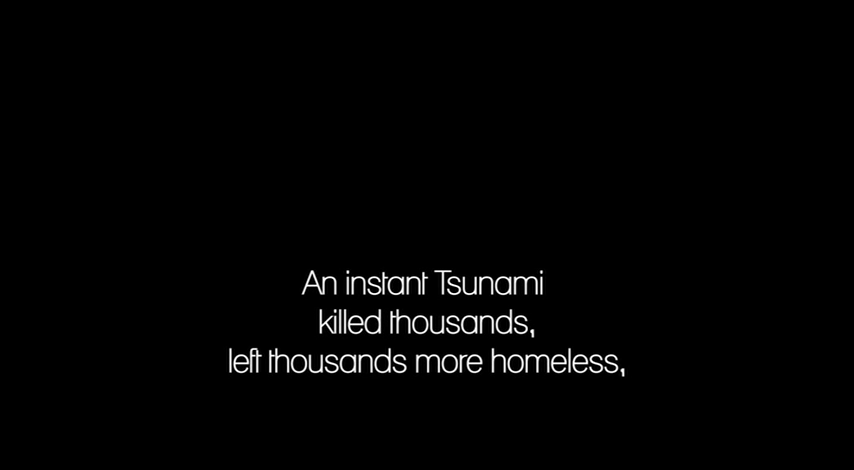 An instant Tsunami
killed thousands,
left thousands more homeless,